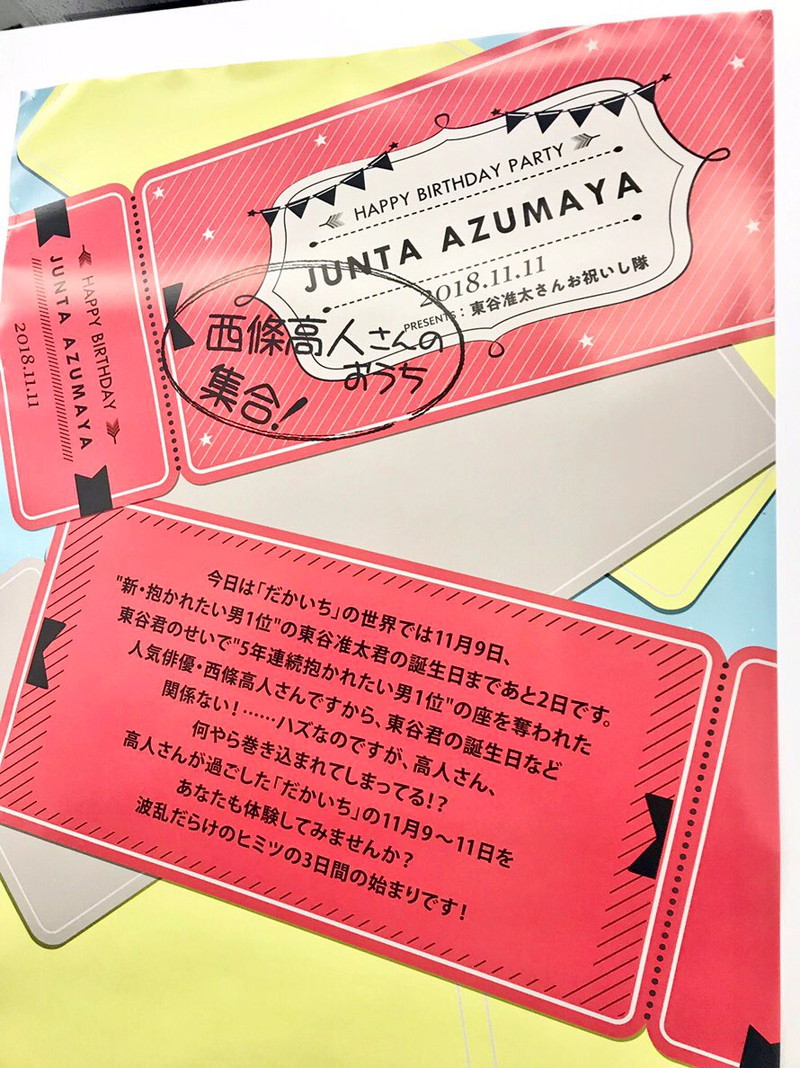 HAPPY BIRTHDAY PARTY
JUNTA AZUMAYA
2018.11.11
PRESENTS：東谷准太さんお祝いし隊
西條高人さんの
おうち
集合！
HAPPY BIRTHDAY
JUNTA AZUMAYA
2018.11.11
今日は「だかいち」の世界では11月9日、
"新・抱かれたい男1位"の東谷准太君の誕生日まであと2日です。
東谷君のせいで"5年連続抱かれたい男1位"の座を奪われた
人気俳優・西條高人さんですから、東谷君の誕生日など
関係ない！……ハズなのですが、高人さん、
何やら巻き込まれてしまってる!?
高人さんが過ごした「だかいち」の11月9～11日を
あなたも体験してみませんか？
波乱だらけのヒミツの3日間の始まりです！